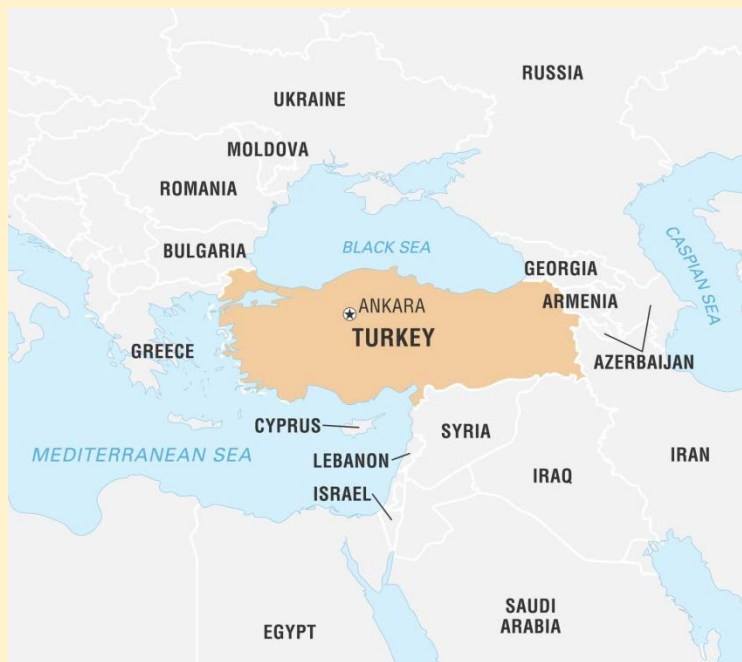 RUSSIA
UKRAINE
MOLDOVA
ROMANIA
BLACK SEA
BULGARIA
CASPIAN SEA
GEORGIA
ARMENIA
ANKARA
TURKEY
GREECE
AZERBAIJAN
CYPRUS
SYRIA
MEDITERRANEAN SEA
LEBANON
IRAN
IRAQ
ISRAEL
SAUDI
ARABIA
EGYPT